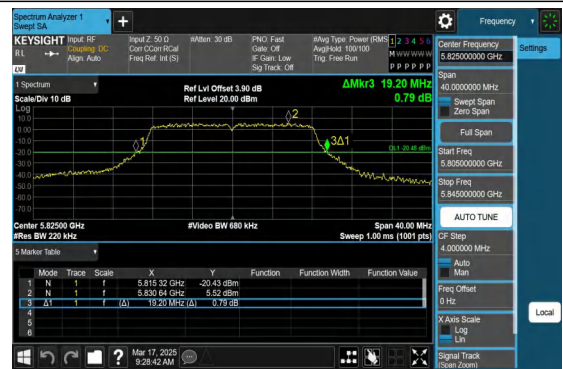 Spectrum Analyzer 1
Swept SA
Frequency
KEYSIGHT Input: RF Input Z: 50 Ω #Atten: 30 dB PNO: Fast #Avg Type: Power (RMS 1 2 3 4 5 6
RL Coupling: DC Corr CCorr RCal Gate: Off Avg|Hold: 100/100 M W W W W W
Align: Auto Freq Ref: Int (S) IF Gain: Low Trig: Free Run
Sig Track: Off P P P P P P
LXI
1 Spectrum Ref Lvl Offset 3.90 dB ΔMkr3 19.20 MHz
Scale/Div 10 dB Ref Level 20.00 dBm 0.79 dB
Log
10.0
0.00
-10.0
-20.0
-30.0
-40.0
-50.0
-60.0
-70.0
1
2
3Δ1
DL1 -20.48 dBm
Center 5.82500 GHz #Video BW 680 kHz Span 40.00 MHz
#Res BW 220 kHz Sweep 1.00 ms (1001 pts)
5 Marker Table
Mode Trace Scale X Y Function Function Width Function Value
1 N 1 f 5.815 32 GHz -20.43 dBm
2 N 1 f 5.830 64 GHz 5.52 dBm
3 Δ1 1 f (Δ) 19.20 MHz (Δ) 0.79 dB
4
5
6
Mar 17, 2025
9:28:42 AM
Center Frequency
5.825000000 GHz
Settings
Span
40.0000000 MHz
Swept Span
Zero Span
Full Span
Start Freq
5.805000000 GHz
Stop Freq
5.845000000 GHz
AUTO TUNE
CF Step
4.000000 MHz
Auto
Man
Freq Offset
0 Hz
X Axis Scale
Log
Lin
Local
Signal Track
(Span Zoom)